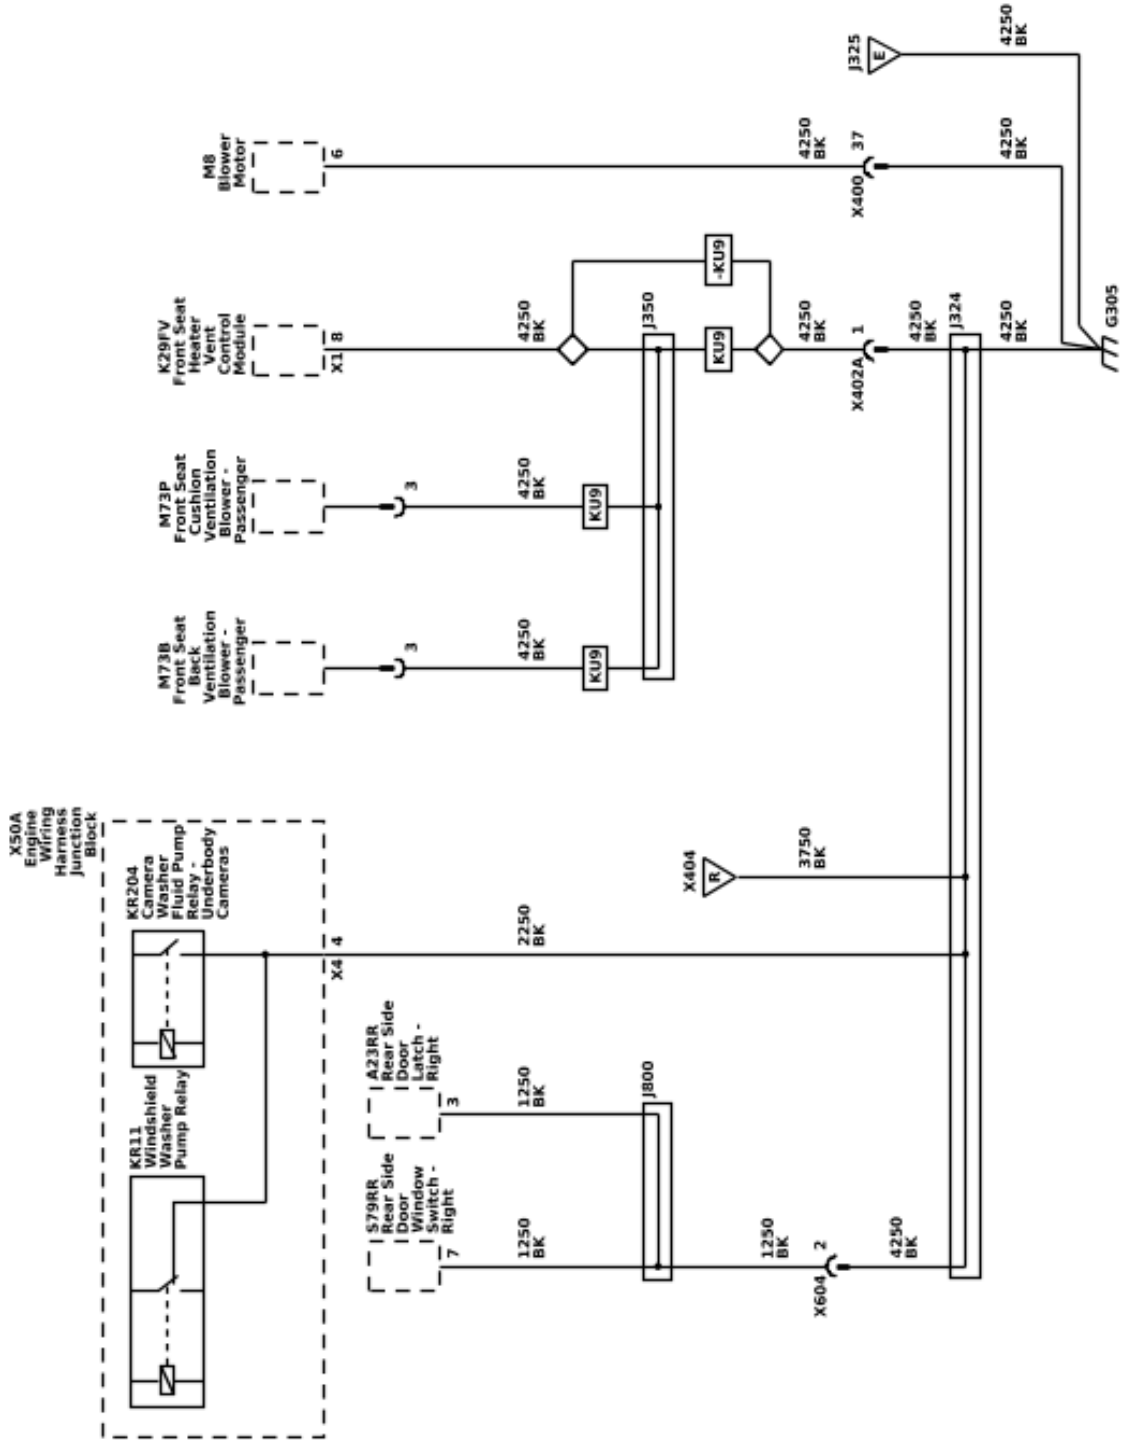 X50A
Engine
Wiring
Harness
Junction
Block
KR11
Windshield
Washer
Pump Relay
KR204
Camera
Washer
Fluid Pump
Relay -
Underbody
Cameras
M73B
Front Seat
Back
Ventilation
Blower -
Passenger
M73P
Front Seat
Cushion
Ventilation
Blower -
Passenger
K29FV
Front Seat
Heater
Vent
Control
Module
M8
Blower
Motor
X4 4
X1 8
6
S79RR
Rear Side
Door
Window
Switch -
Right
A23RR
Rear Side
Door
Latch -
Right
3
3
7
3
1250
BK
1250
BK
2250
BK
4250
BK
4250
BK
4250
BK
KU9
KU9
J800
J350
X404
R
KU9
-KU9
1250
BK
3750
BK
4250
BK
4250
BK
X604 2
X402A 1
X400 37
J325
E
4250
BK
4250
BK
J324
4250
BK
4250
BK
4250
BK
G305